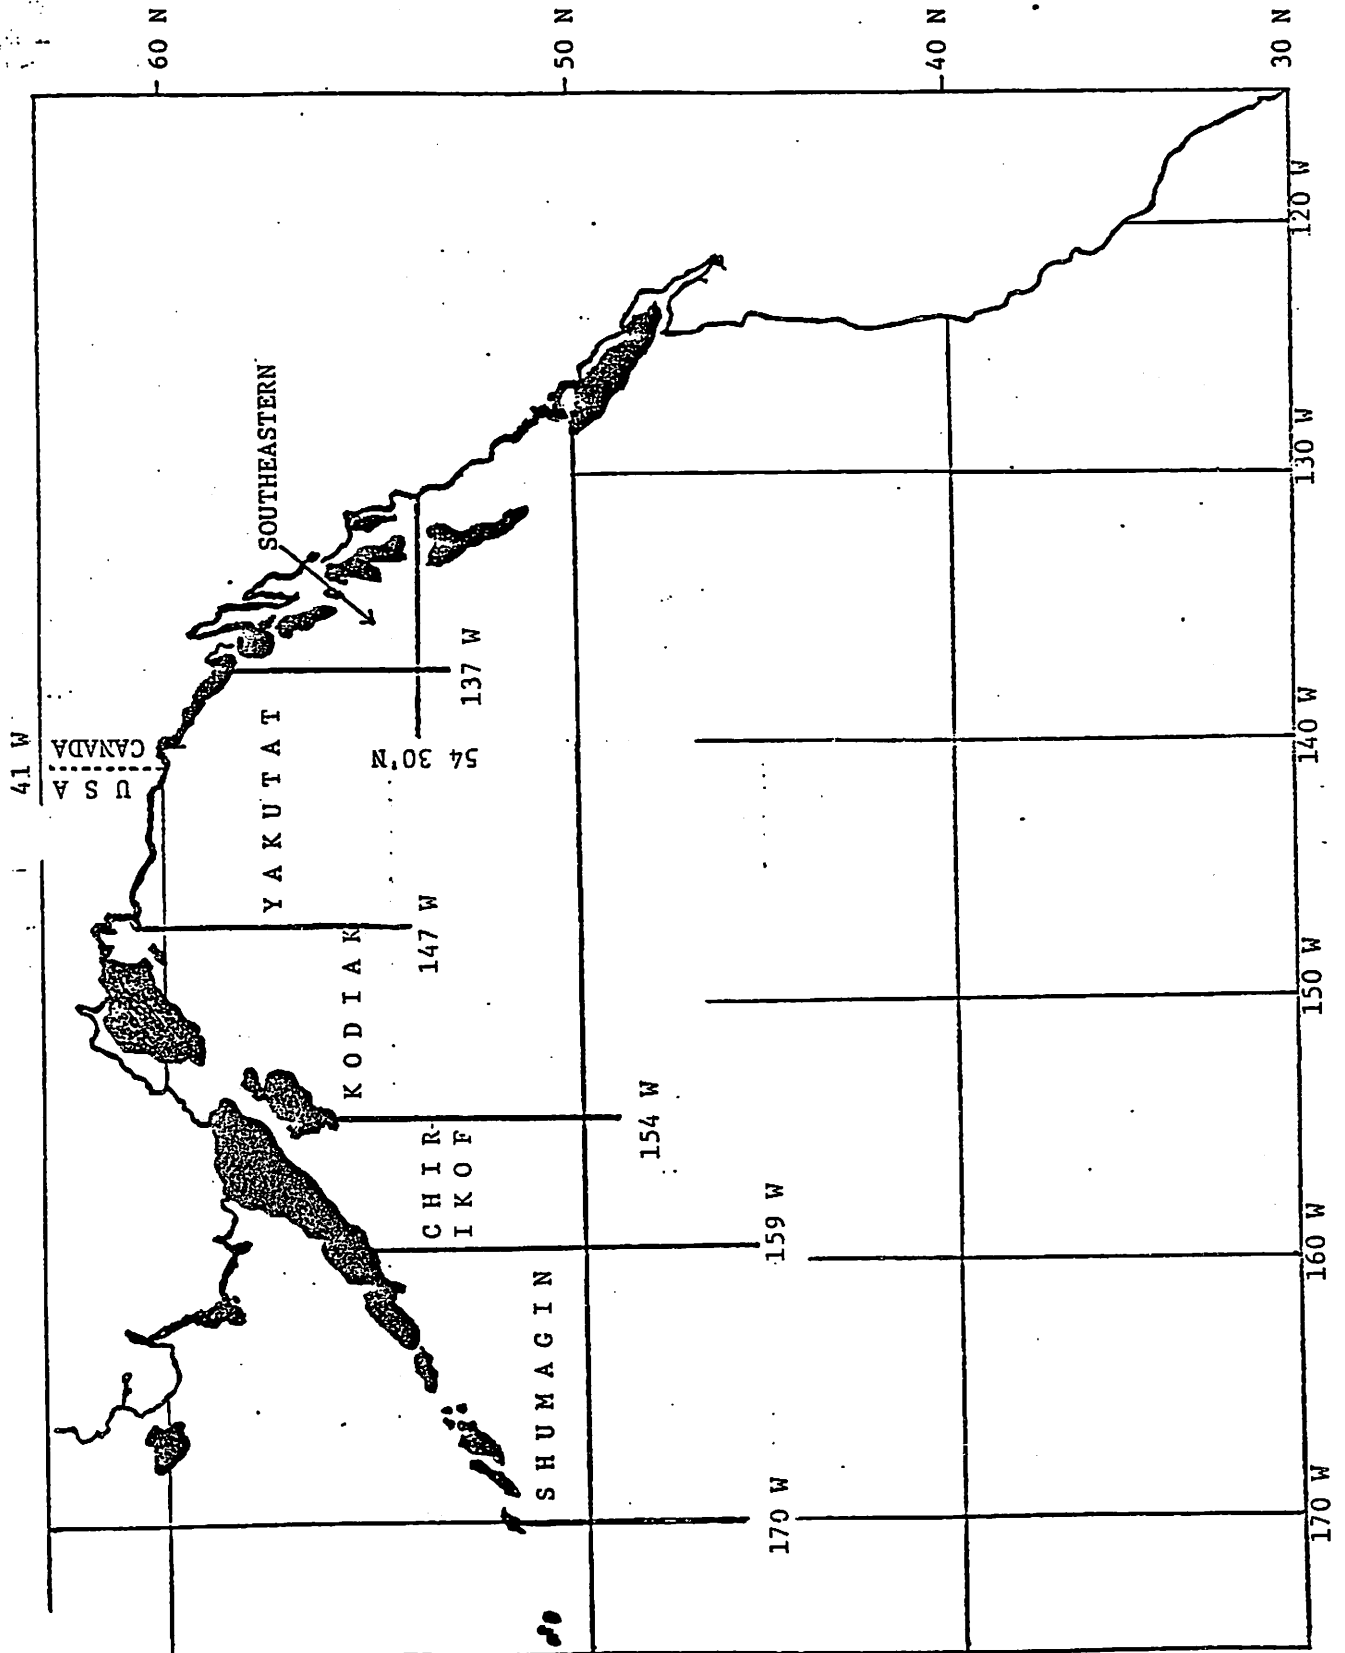 41 W
U S A
CANADA
60 N
50 N
40 N
30 N
SOUTHEASTERN
YAKUTAT
KODIAK
CHIR-
IKOF
SHUMAGIN
54 30'N
137 W
147 W
154 W
159 W
170 W
120 W
130 W
140 W
150 W
160 W
170 W